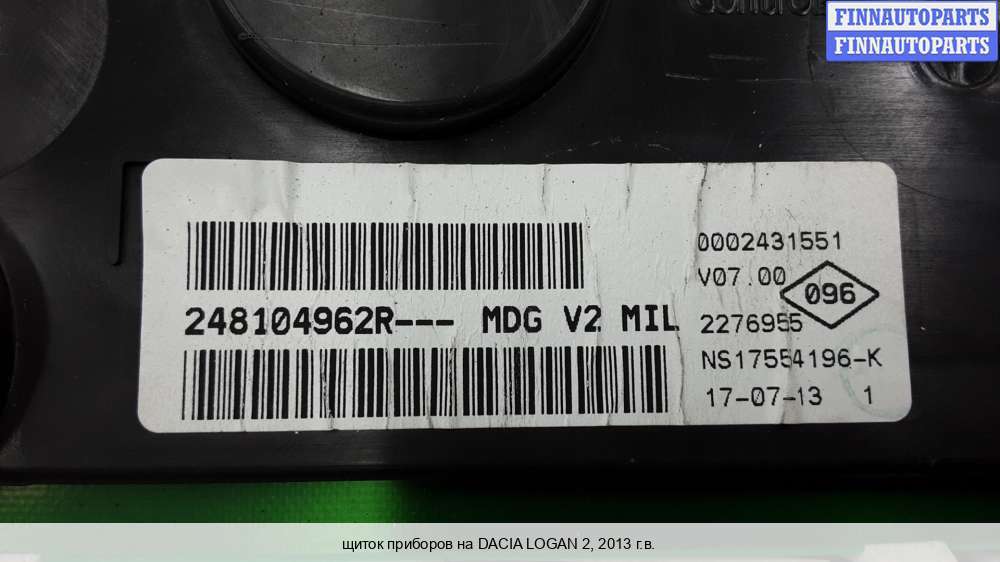 FINNAUTOPARTS
FINNAUTOPARTS
0002431551
V07.00
096
248104962R--- MDG V2 MIL
2276955
NS17554196-K
17-07-13 1
щиток приборов на DACIA LOGAN 2, 2013 г.в.